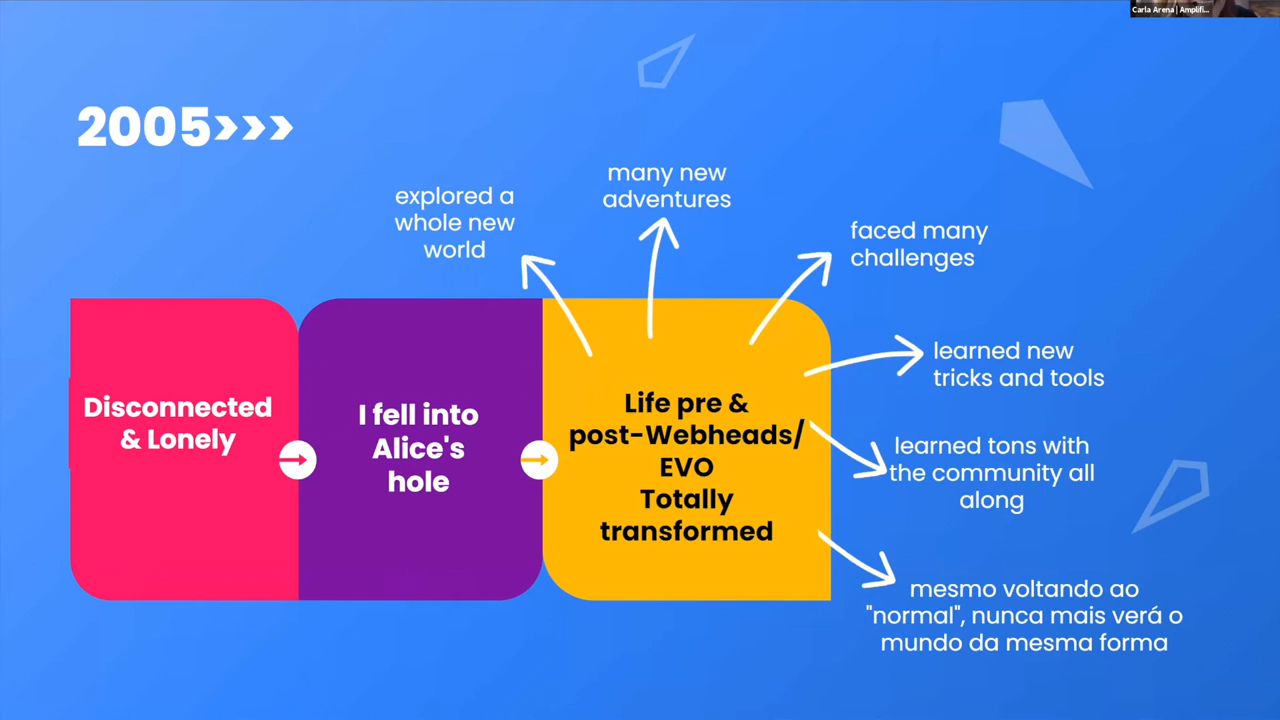 Carla Arena | Amplifi...
2005>>>
many new
adventures
explored a
whole new
world
faced many
challenges
learned new
tricks and tools
Disconnected
& Lonely
I fell into
Alice's
hole
Life pre &
post-Webheads/
EVO
Totally
transformed
learned tons with
the community all
along
mesmo voltando ao
"normal", nunca mais verá o
mundo da mesma forma